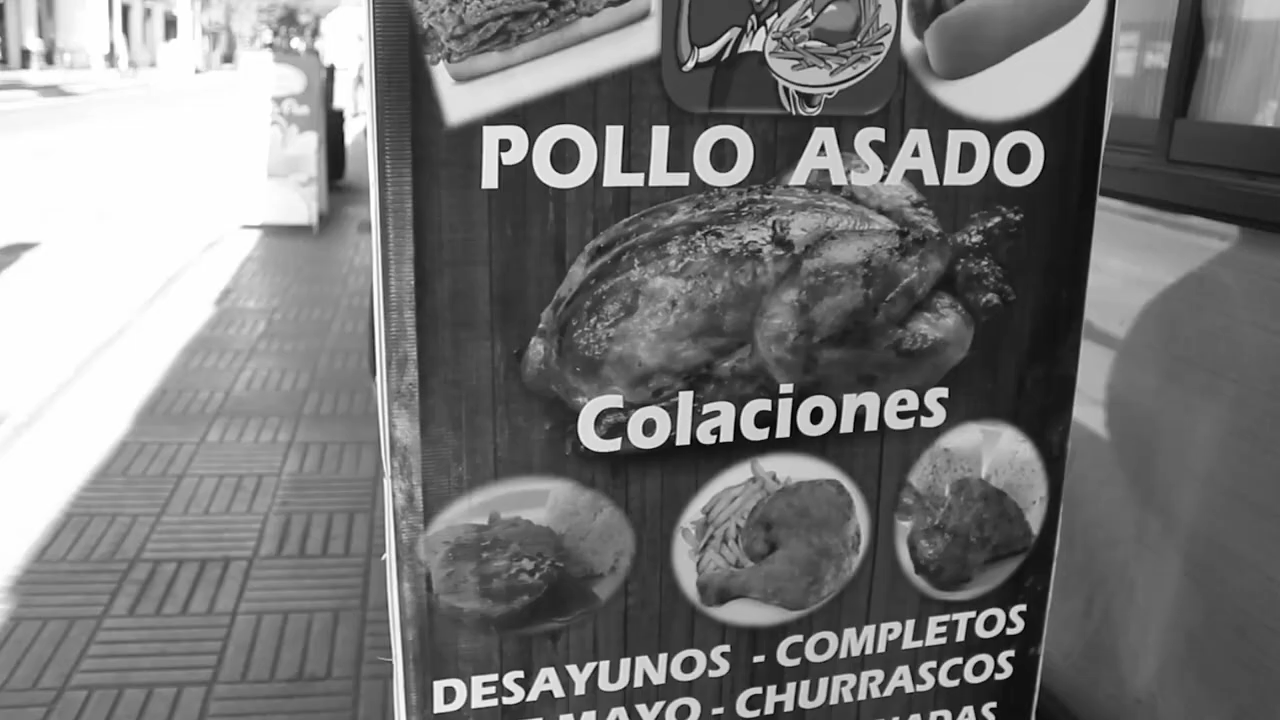 POLLO ASADO
Colaciones
DESAYUNOS - COMPLETOS
MAYO - CHURRASCOS